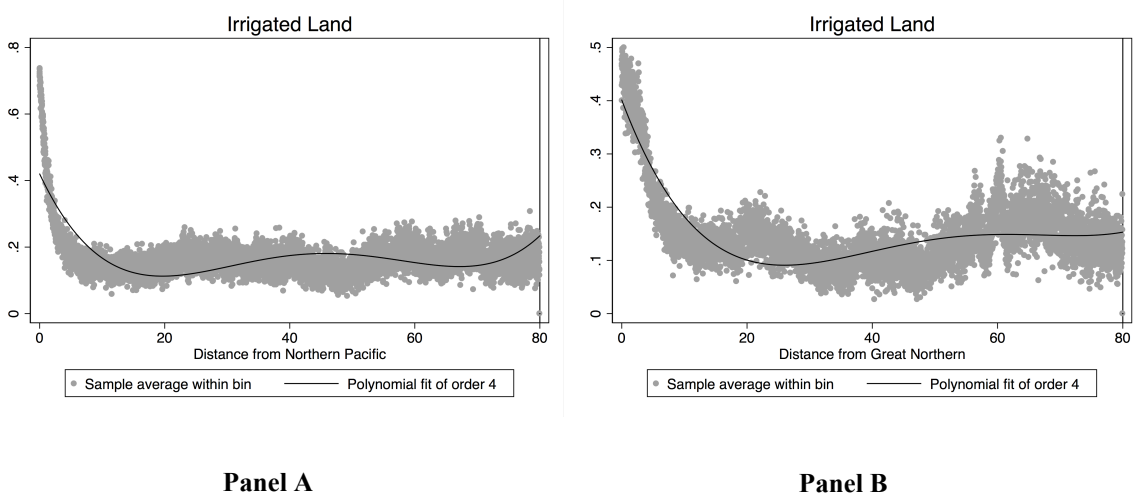 Irrigated Land
.8
.6
.4
.2
0
0 20 40 60 80
Distance from Northern Pacific
Sample average within bin Polynomial fit of order 4
Panel A
Irrigated Land
.5
.4
.3
.2
.1
0
0 20 40 60 80
Distance from Great Northern
Sample average within bin Polynomial fit of order 4
Panel B